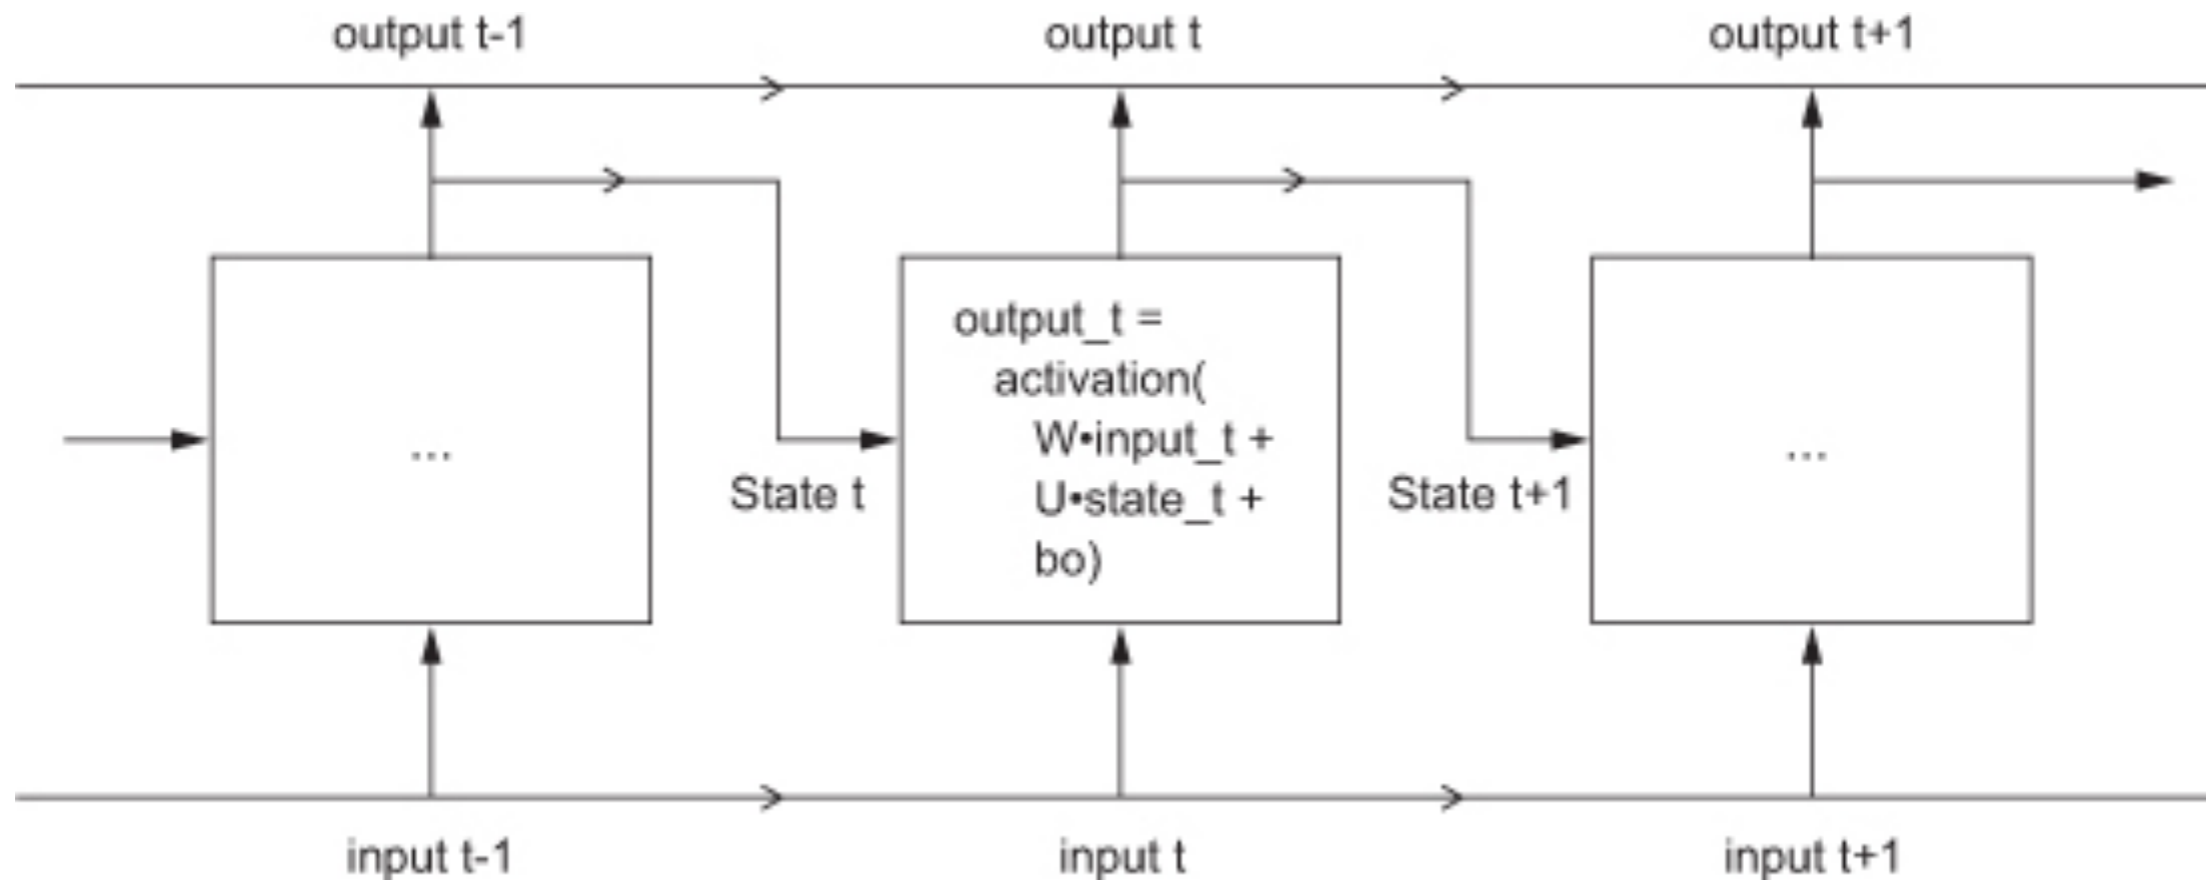 output t-1
output t
output t+1
output_t =
activation(
W•input_t +
U•state_t +
bo)
...
...
State t
State t+1
input t-1
input t
input t+1